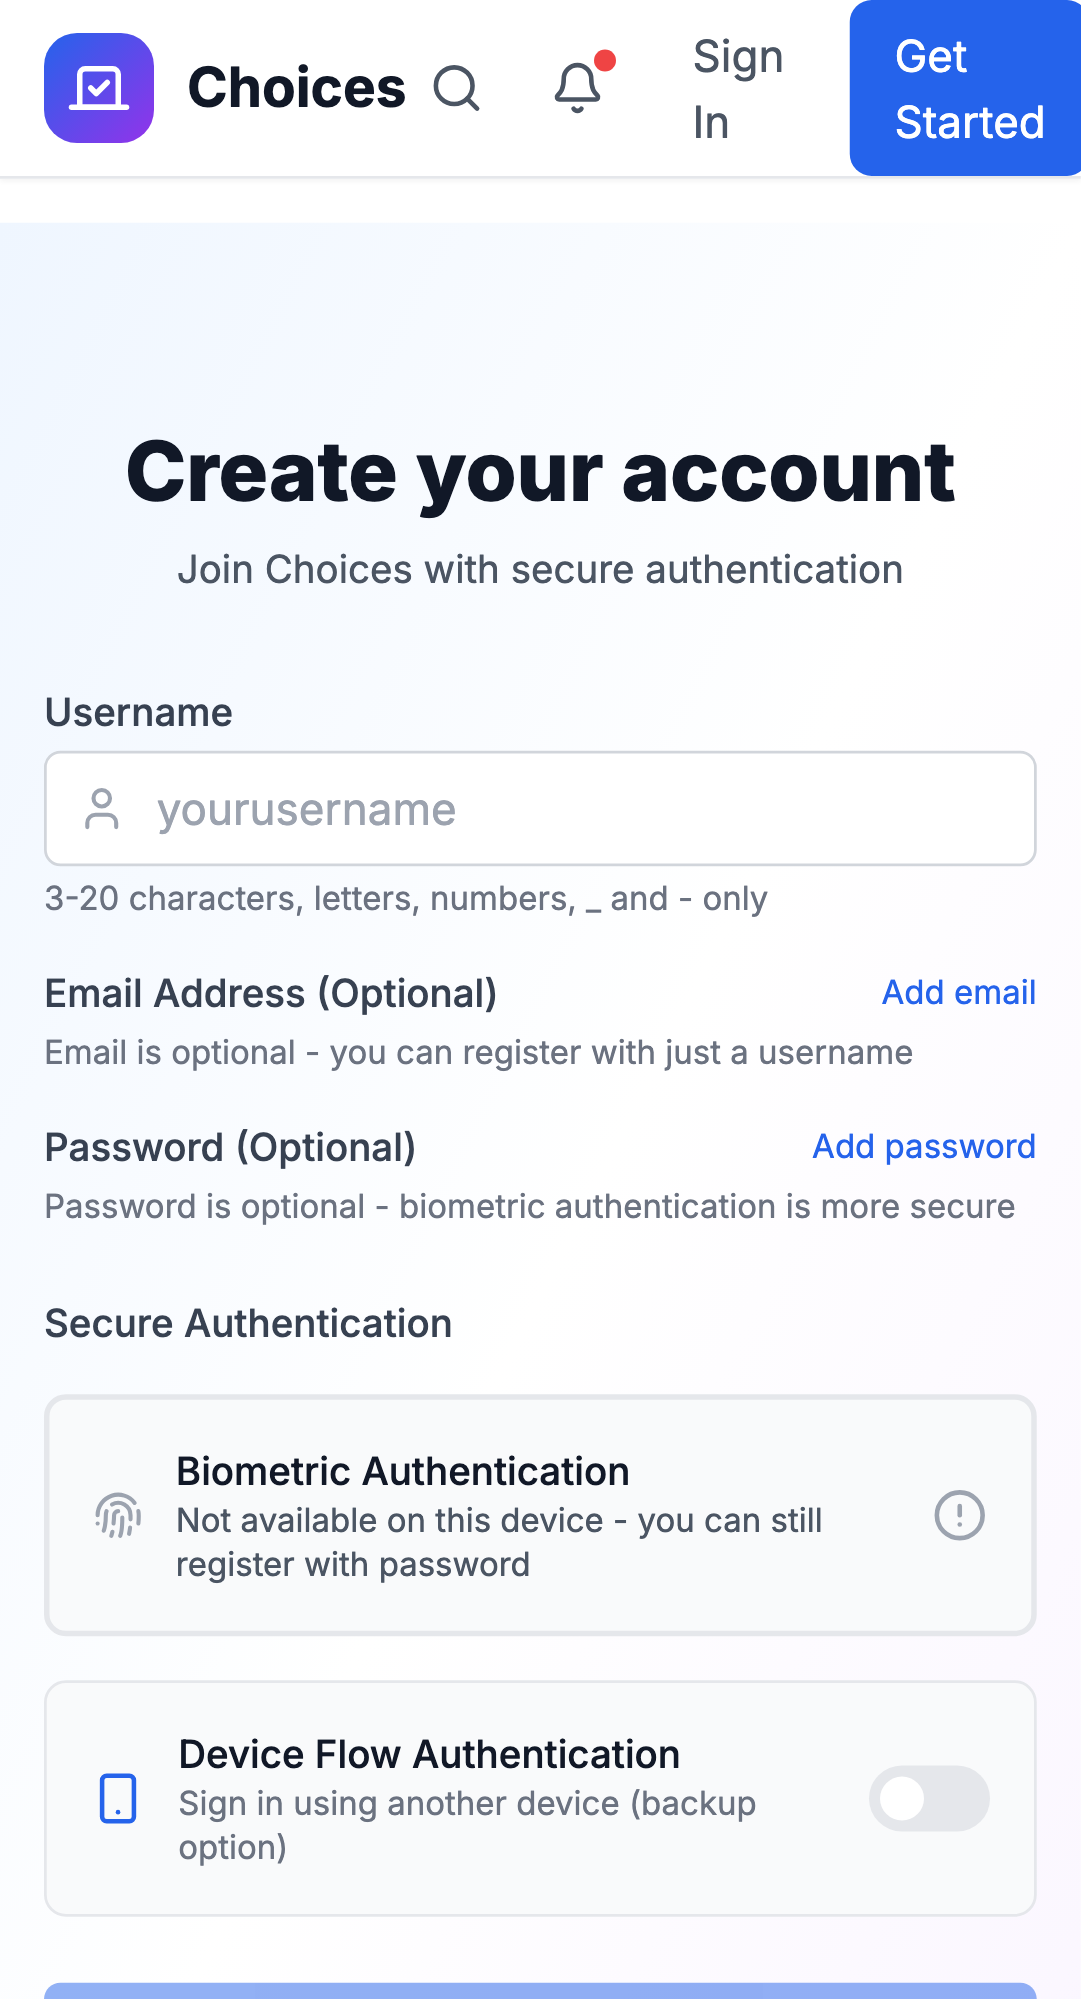 Choices
Sign
In
Get
Started
Create your account
Join Choices with secure authentication
Username
yourusername
3-20 characters, letters, numbers, _ and - only
Email Address (Optional)
Add email
Email is optional - you can register with just a username
Password (Optional)
Add password
Password is optional - biometric authentication is more secure
Secure Authentication
Biometric Authentication
Not available on this device - you can still
register with password
Device Flow Authentication
Sign in using another device (backup
option)